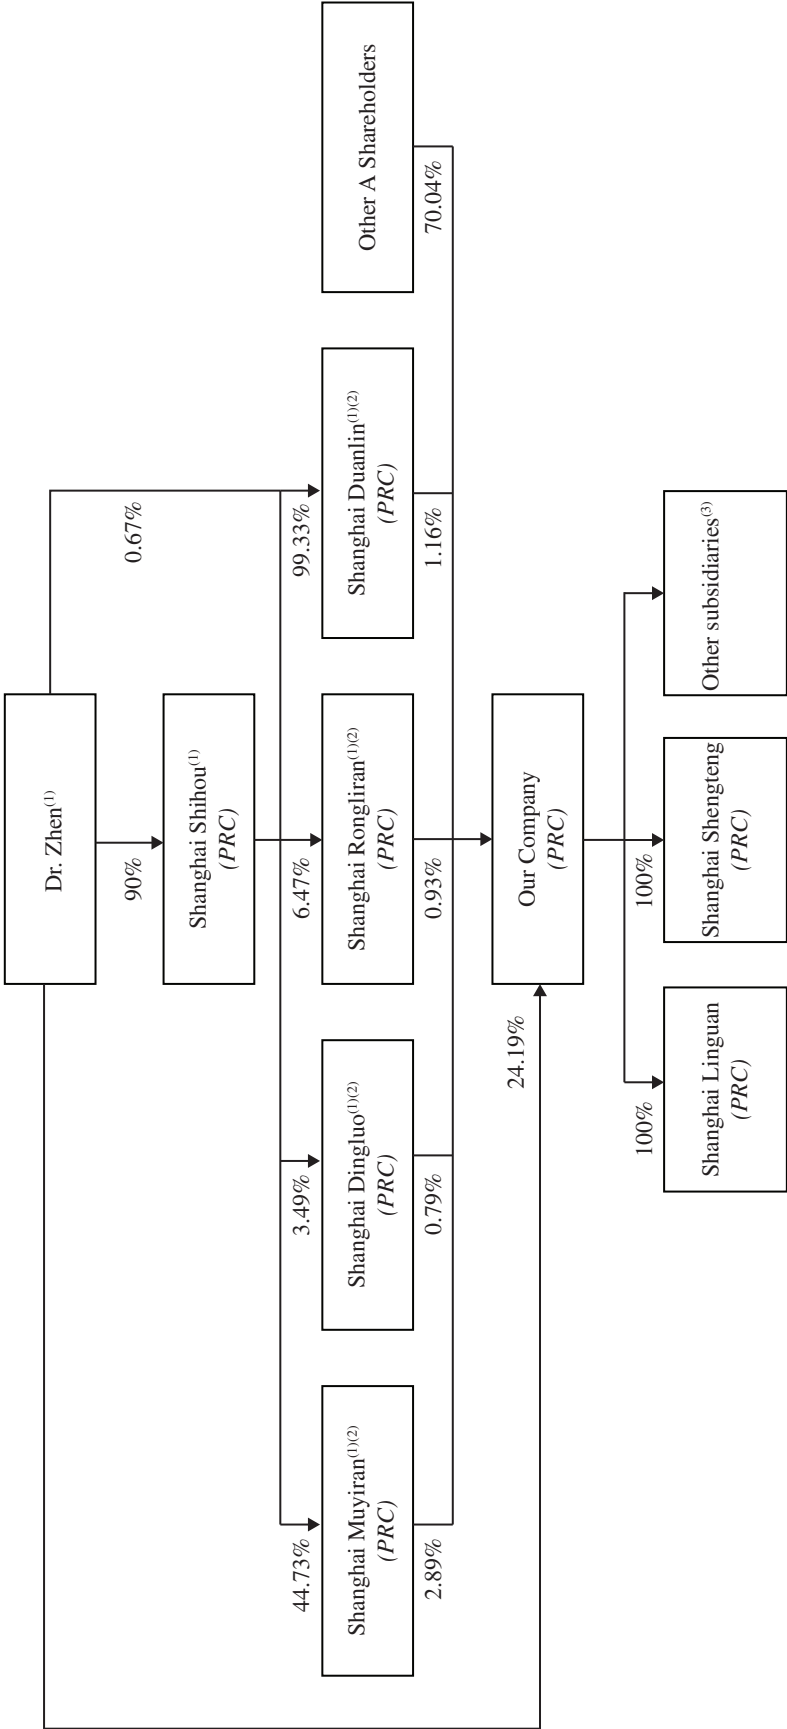 Dr. Zhen(1)
90%
0.67%
Shanghai Shihou(1)
(PRC)
44.73%
3.49%
6.47%
99.33%
Shanghai Muyiran(1)(2)
(PRC)
Shanghai Dingluo(1)(2)
(PRC)
Shanghai Rongliran(1)(2)
(PRC)
Shanghai Duanlin(1)(2)
(PRC)
Other A Shareholders
2.89%
0.79%
0.93%
1.16%
70.04%
24.19%
Our Company
(PRC)
100%
100%
Shanghai Linguan
(PRC)
Shanghai Shengteng
(PRC)
Other subsidiaries(3)